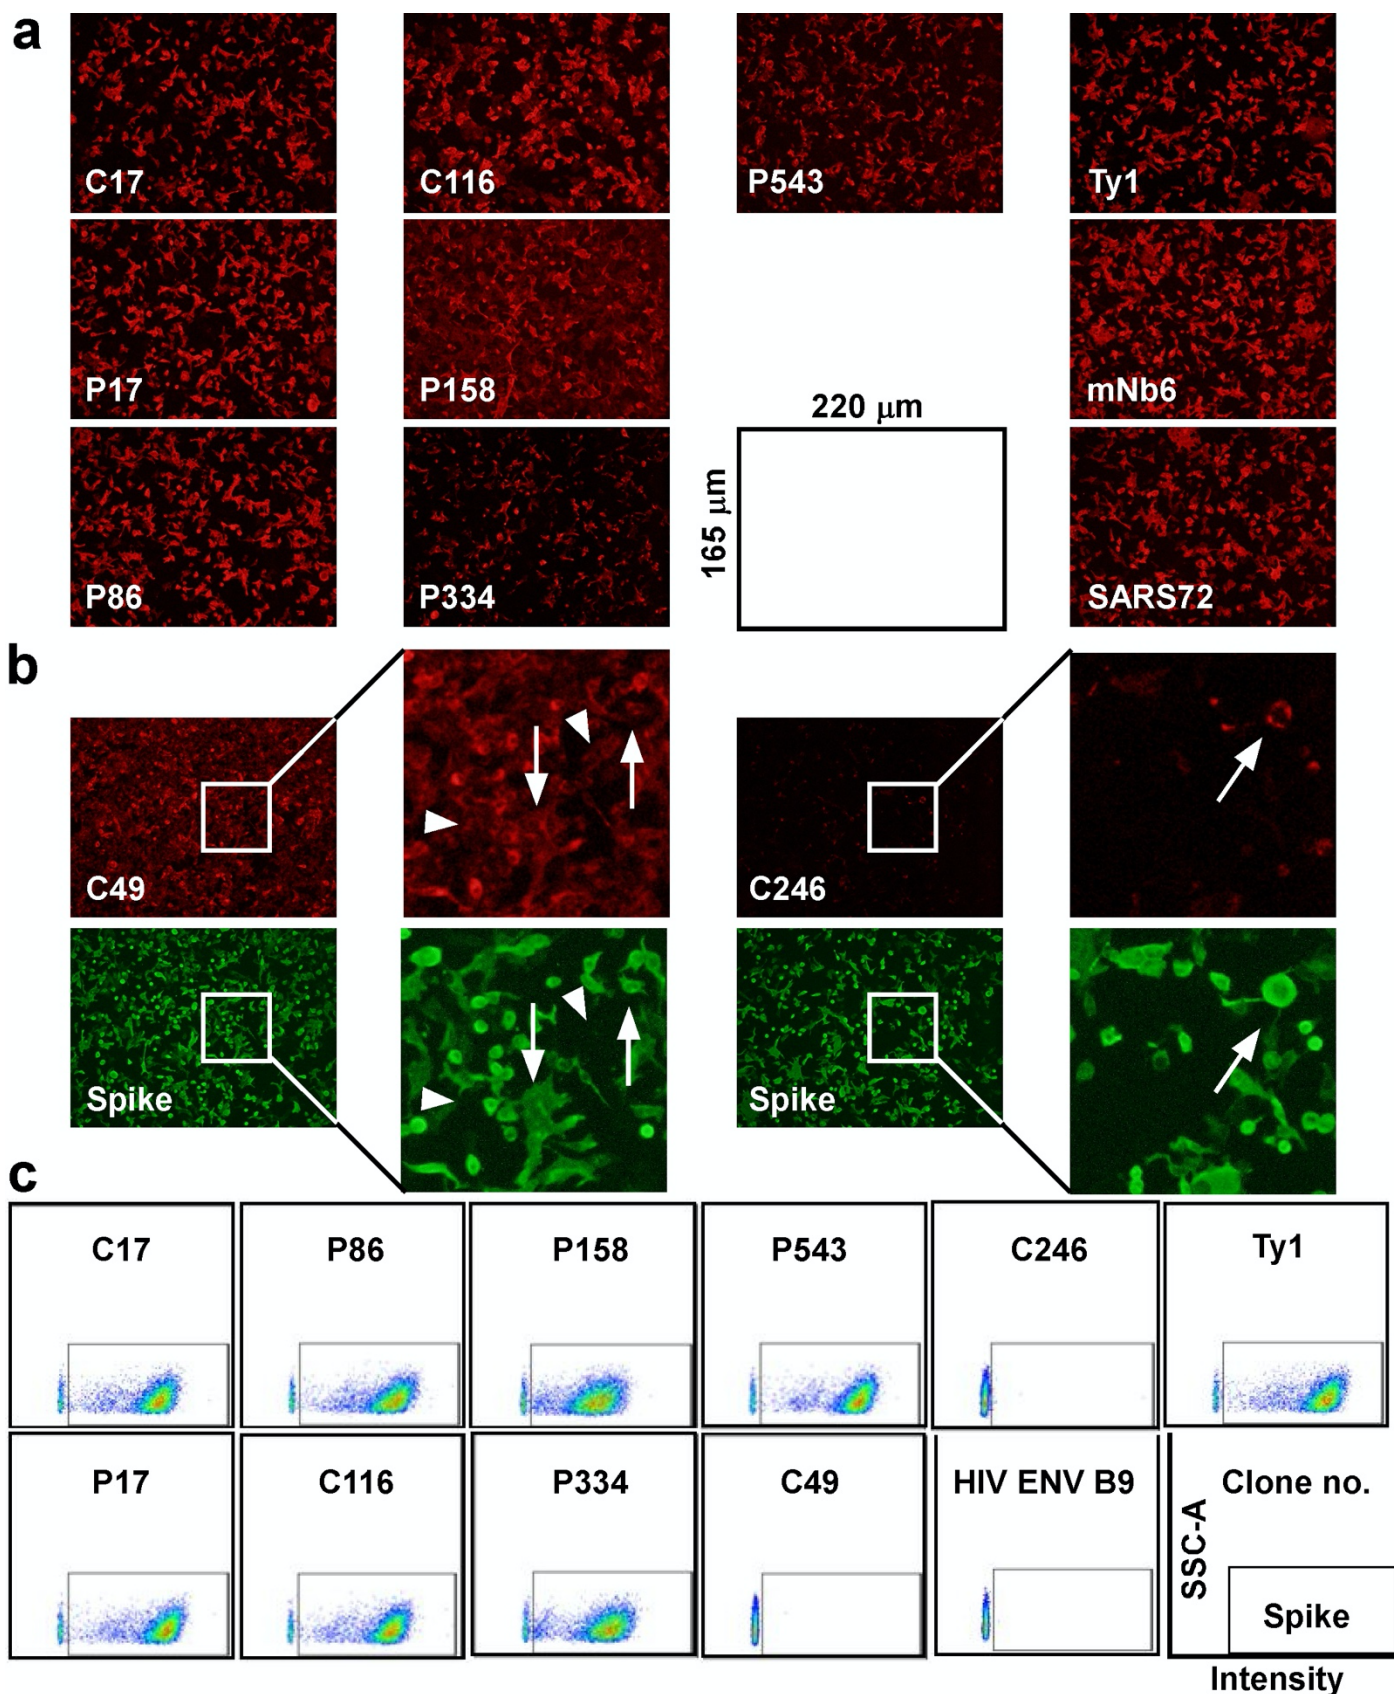 a
C17
C116
P543
Ty1
P17
P158
mNb6
220 μm
165 μm
P86
P334
SARS72
b
C49
C246
Spike
Spike
c
C17
P86
P158
P543
C246
Ty1
P17
C116
P334
C49
HIV ENV B9
Clone no.
SSC-A
Spike
Intensity